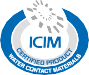 ICIM
CERTIFIED PRODUCT
WATER CONTACT MATERIALS